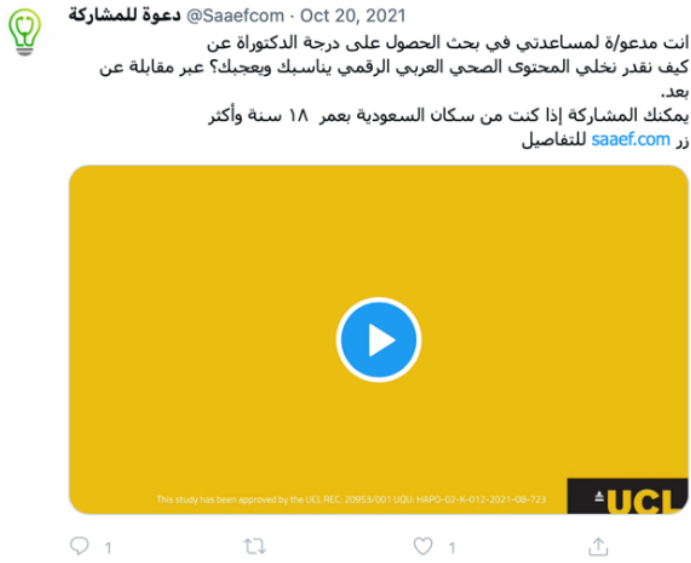 دعوة للمشاركة @Saaefcom · Oct 20, 2021
انت مدعو/ة لمساعدتي في بحث الحصول على درجة الدكتوراة عن
كيف نقدر نخلي المحتوى الصحي العربي الرقمي يناسبك ويعجبك؟ عبر مقابلة عن
بعد.
يمكنك المشاركة إذا كنت من سكان السعودية بعمر ١٨ سنة وأكثر
زر saaef.com للتفاصيل
This study has been approved by the UCL REC: 20953/001 UQU: HAPO-02-K-012-2021-08-723
UCL
1
1